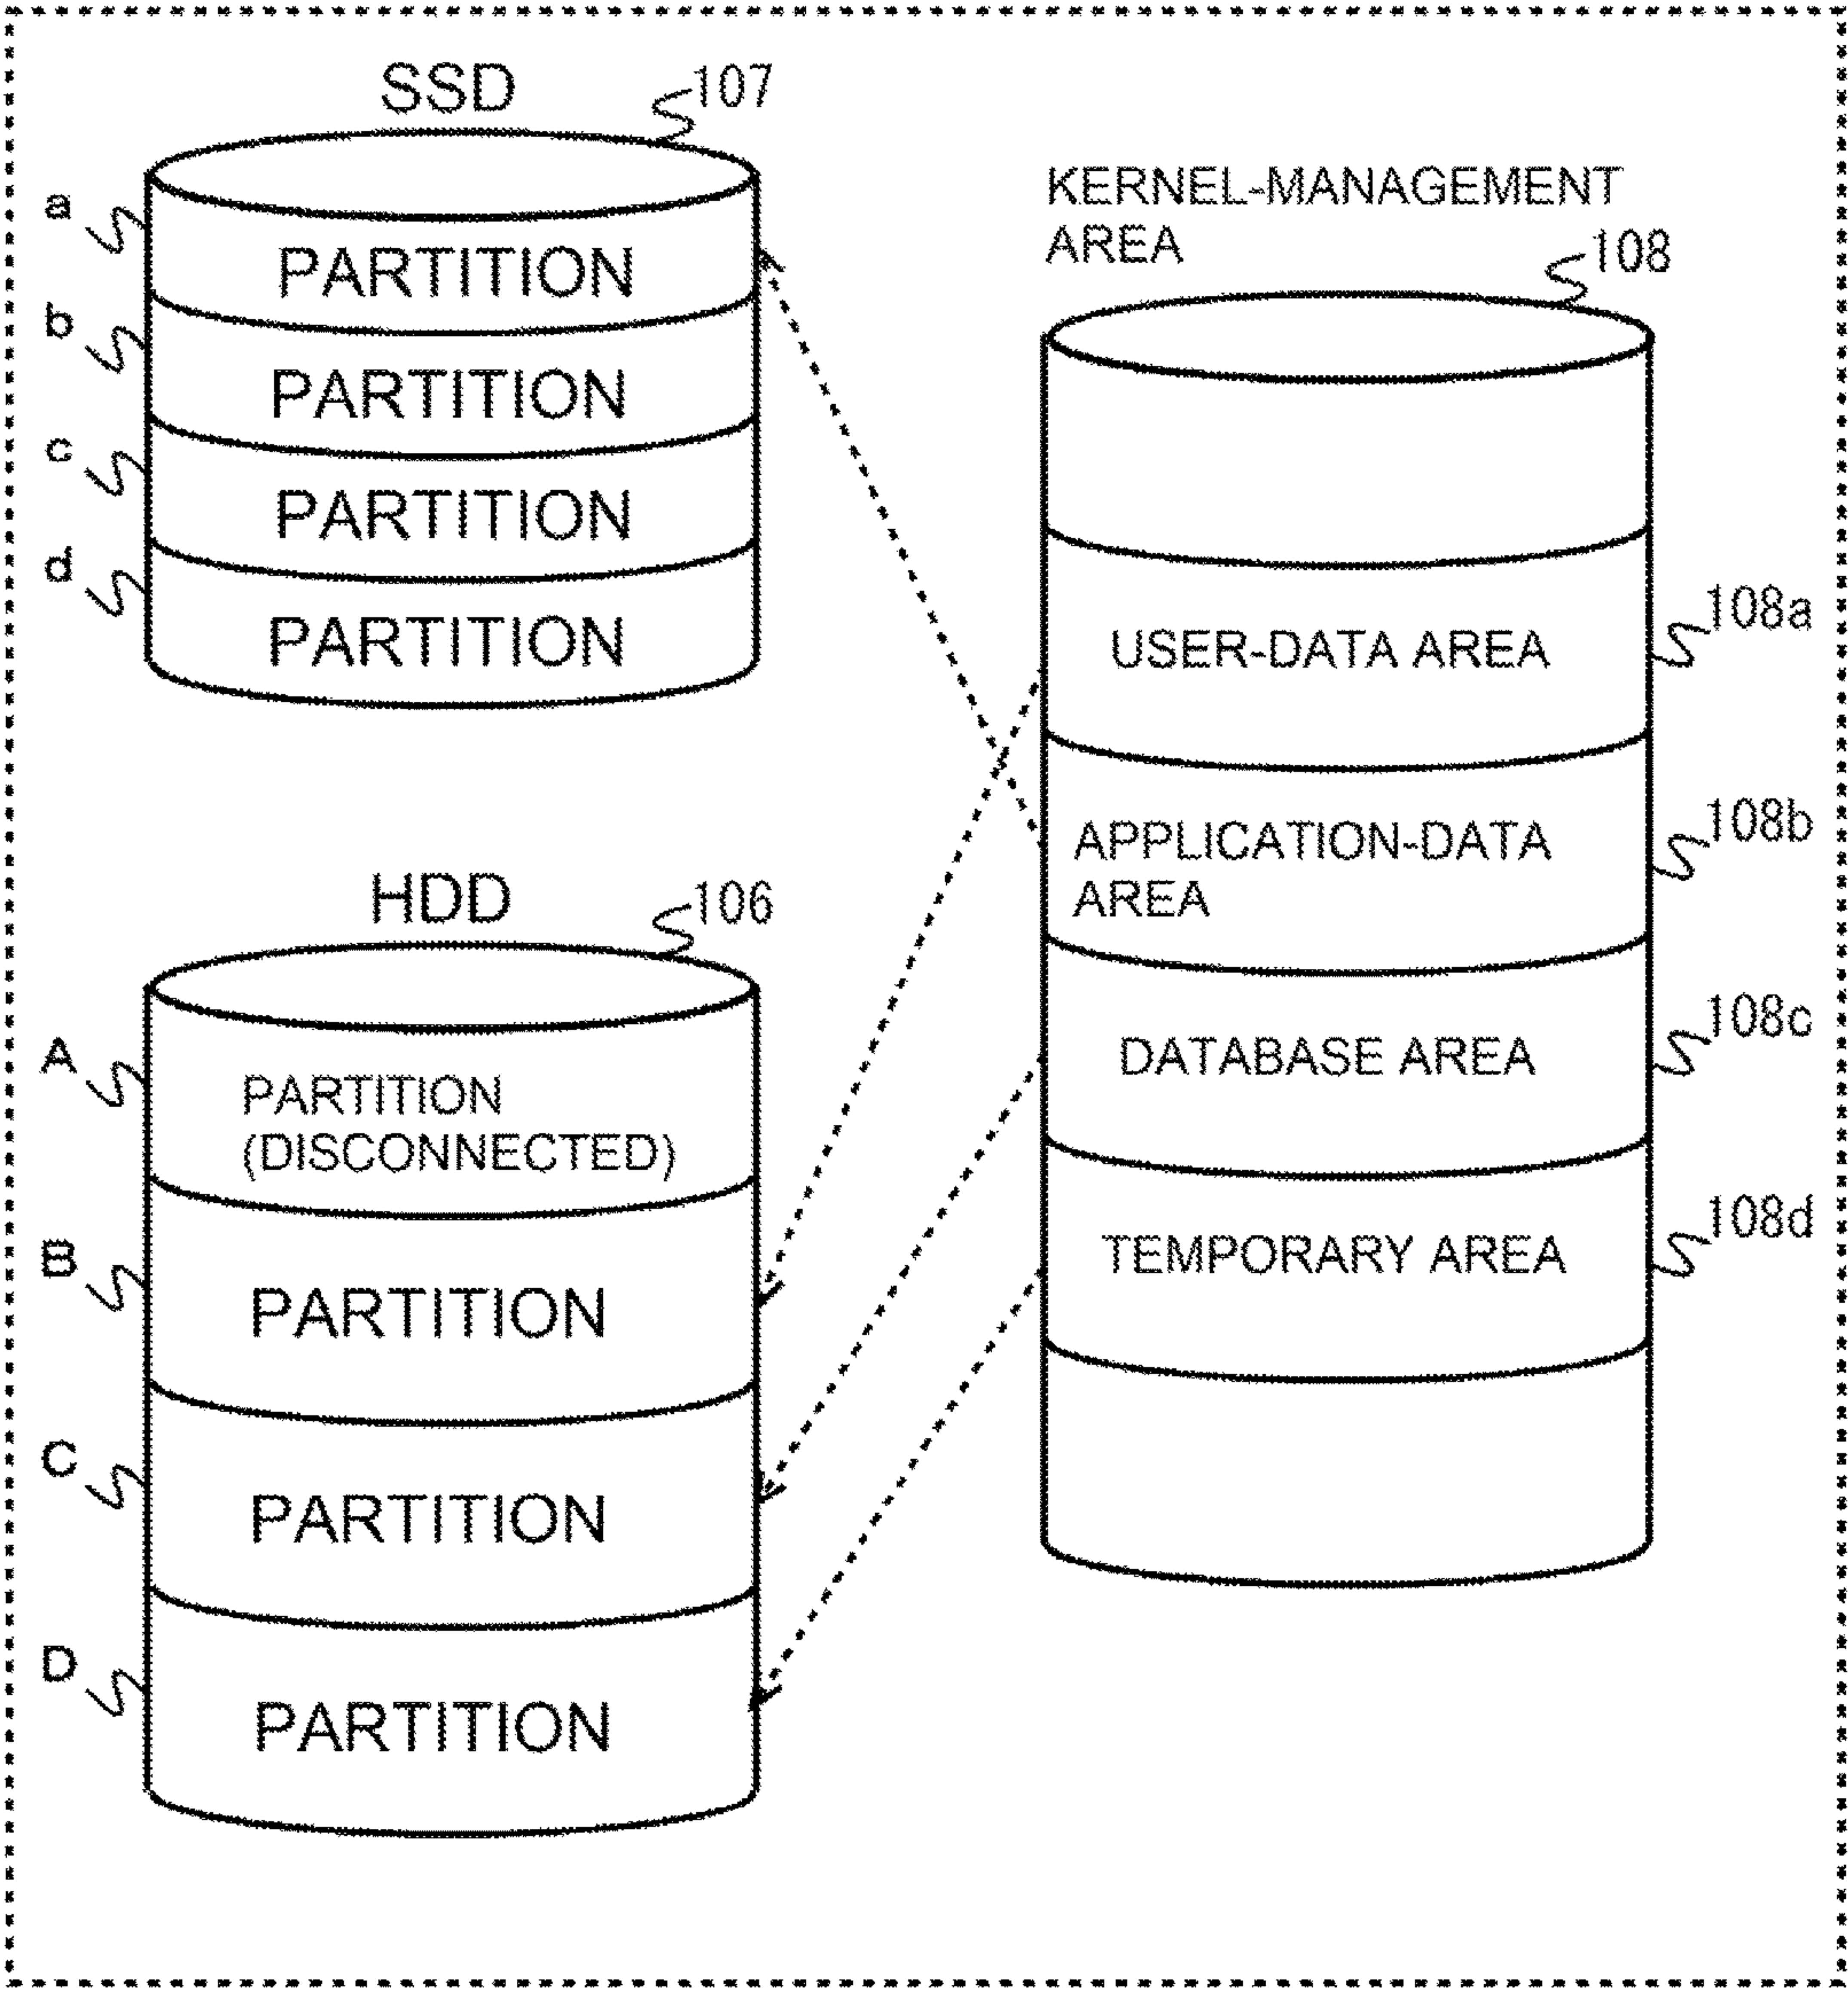 SSD
107
a
PARTITION
b
PARTITION
c
PARTITION
d
PARTITION
HDD
106
A
PARTITION
(DISCONNECTED)
B
PARTITION
C
PARTITION
D
PARTITION
KERNEL-MANAGEMENT
AREA
108
USER-DATA AREA
108a
APPLICATION-DATA
AREA
108b
DATABASE AREA
108c
TEMPORARY AREA
108d